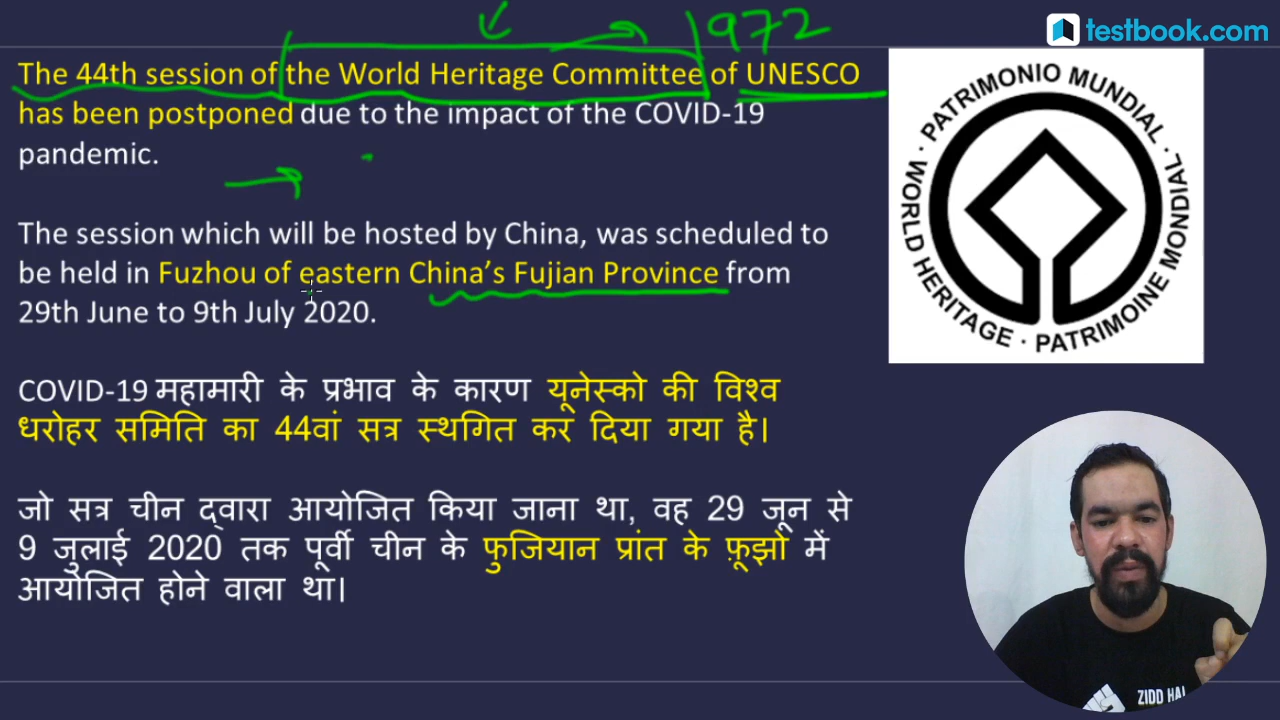 1972
testbook.com
The 44th session of the World Heritage Committee of UNESCO
has been postponed due to the impact of the COVID-19
pandemic.
The session which will be hosted by China, was scheduled to
be held in Fuzhou of eastern China’s Fujian Province from
29th June to 9th July 2020.
COVID-19 महामारी के प्रभाव के कारण यूनेस्को की विश्व
धरोहर समिति का 44वां सत्र स्थगित कर दिया गया है।
जो सत्र चीन द्वारा आयोजित किया जाना था, वह 29 जून से
9 जुलाई 2020 तक पूर्वी चीन के फुजियान प्रांत के फ़ूझो में
आयोजित होने वाला था।
· PATRIMONIO MUNDIAL ·
WORLD HERITAGE · PATRIMOINE MONDIAL
ZIDD HAI